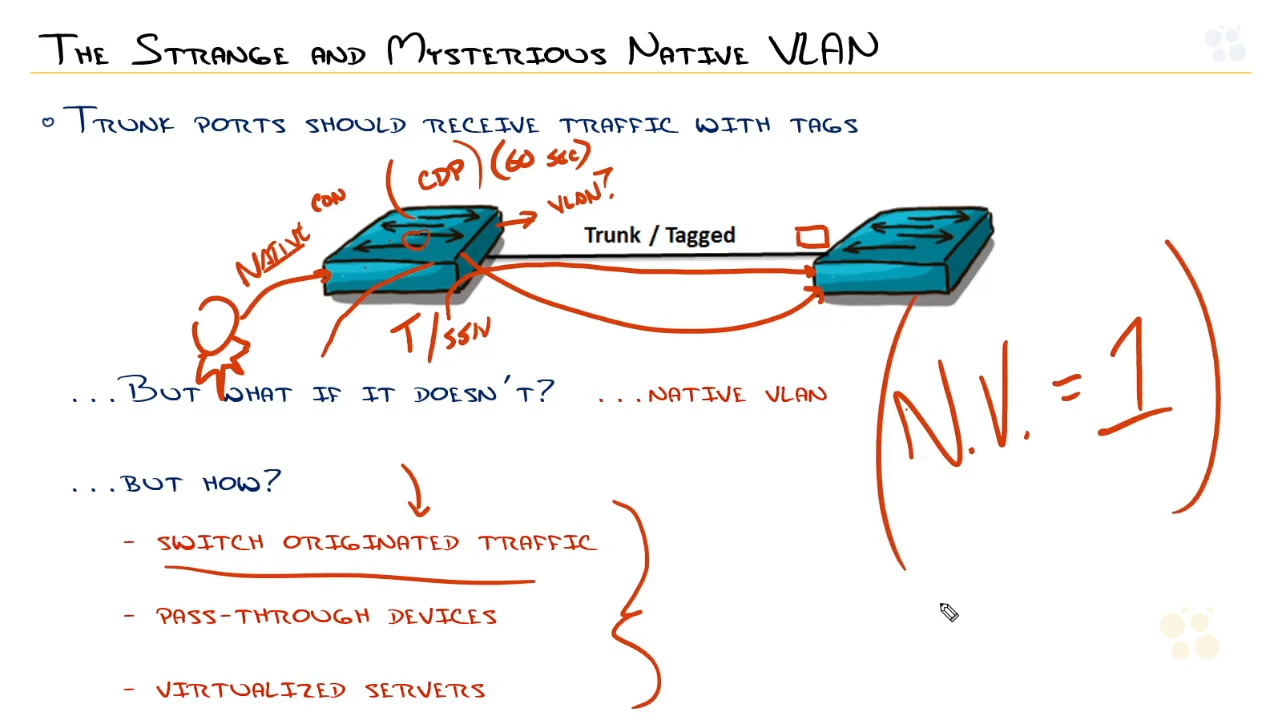 The Strange and Mysterious Native VLAN
° Trunk ports should receive traffic with tags
CDP (60 sec)
VLAN?
CON
NATIVE
Trunk / Tagged
T/SSN
...But what if it doesn't? ...native vlan
N.V. = 1
...but how?
- switch originated traffic
- pass-through devices
- virtualized servers